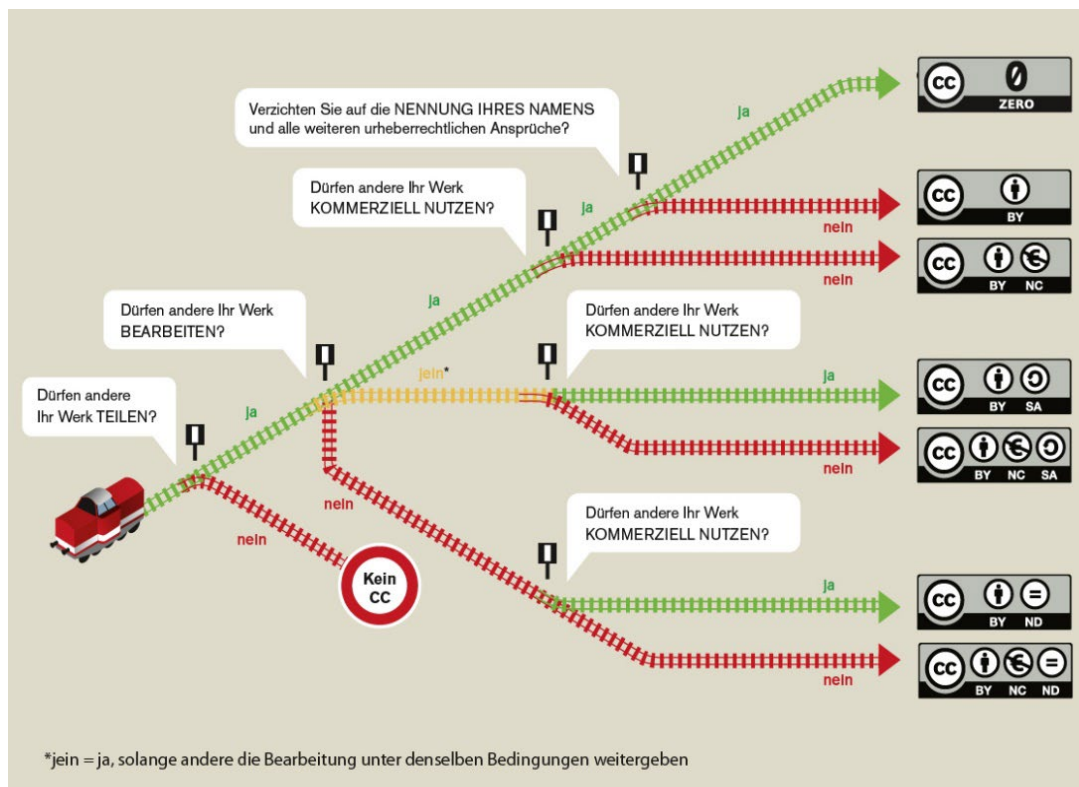 Verzichten Sie auf die NENNUNG IHRES NAMENS
und alle weiteren urheberrechtlichen Ansprüche?
ja
cc 0
ZERO
Dürfen andere Ihr Werk
KOMMERZIELL NUTZEN?
ja
nein
cc
BY
nein
cc
BY NC
Dürfen andere Ihr Werk
BEARBEITEN?
ja
Dürfen andere Ihr Werk
KOMMERZIELL NUTZEN?
jein*
ja
cc
BY SA
nein
cc
BY NC SA
Dürfen andere
Ihr Werk TEILEN?
ja
nein
nein
Kein
CC
Dürfen andere Ihr Werk
KOMMERZIELL NUTZEN?
ja
cc
BY ND
nein
cc
BY NC ND
*jein = ja, solange andere die Bearbeitung unter denselben Bedingungen weitergeben